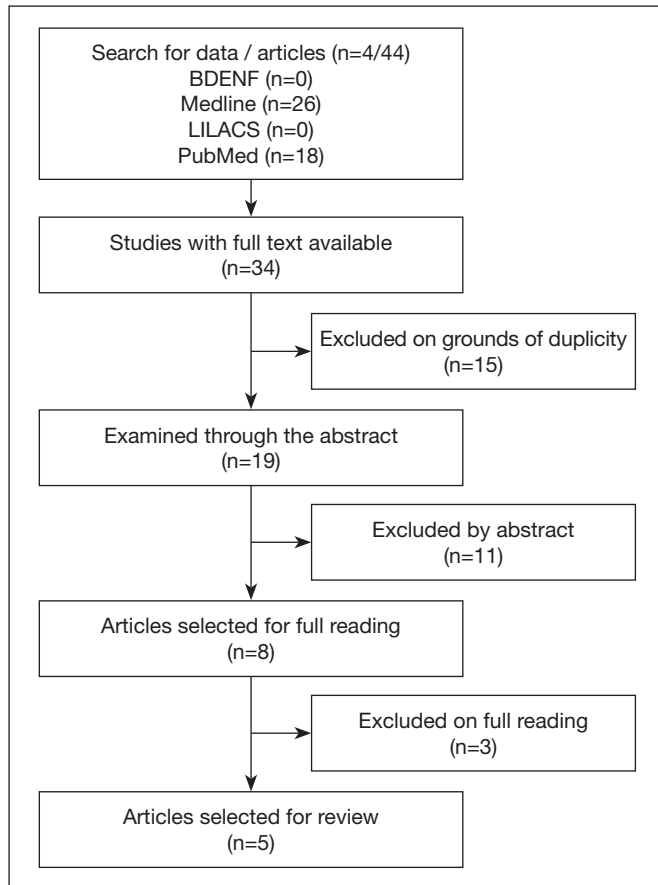 Search for data / articles (n=4/44)
BDENF (n=0)
Medline (n=26)
LILACS (n=0)
PubMed (n=18)
Studies with full text available
(n=34)
Excluded on grounds of duplicity
(n=15)
Examined through the abstract
(n=19)
Excluded by abstract
(n=11)
Articles selected for full reading
(n=8)
Excluded on full reading
(n=3)
Articles selected for review
(n=5)